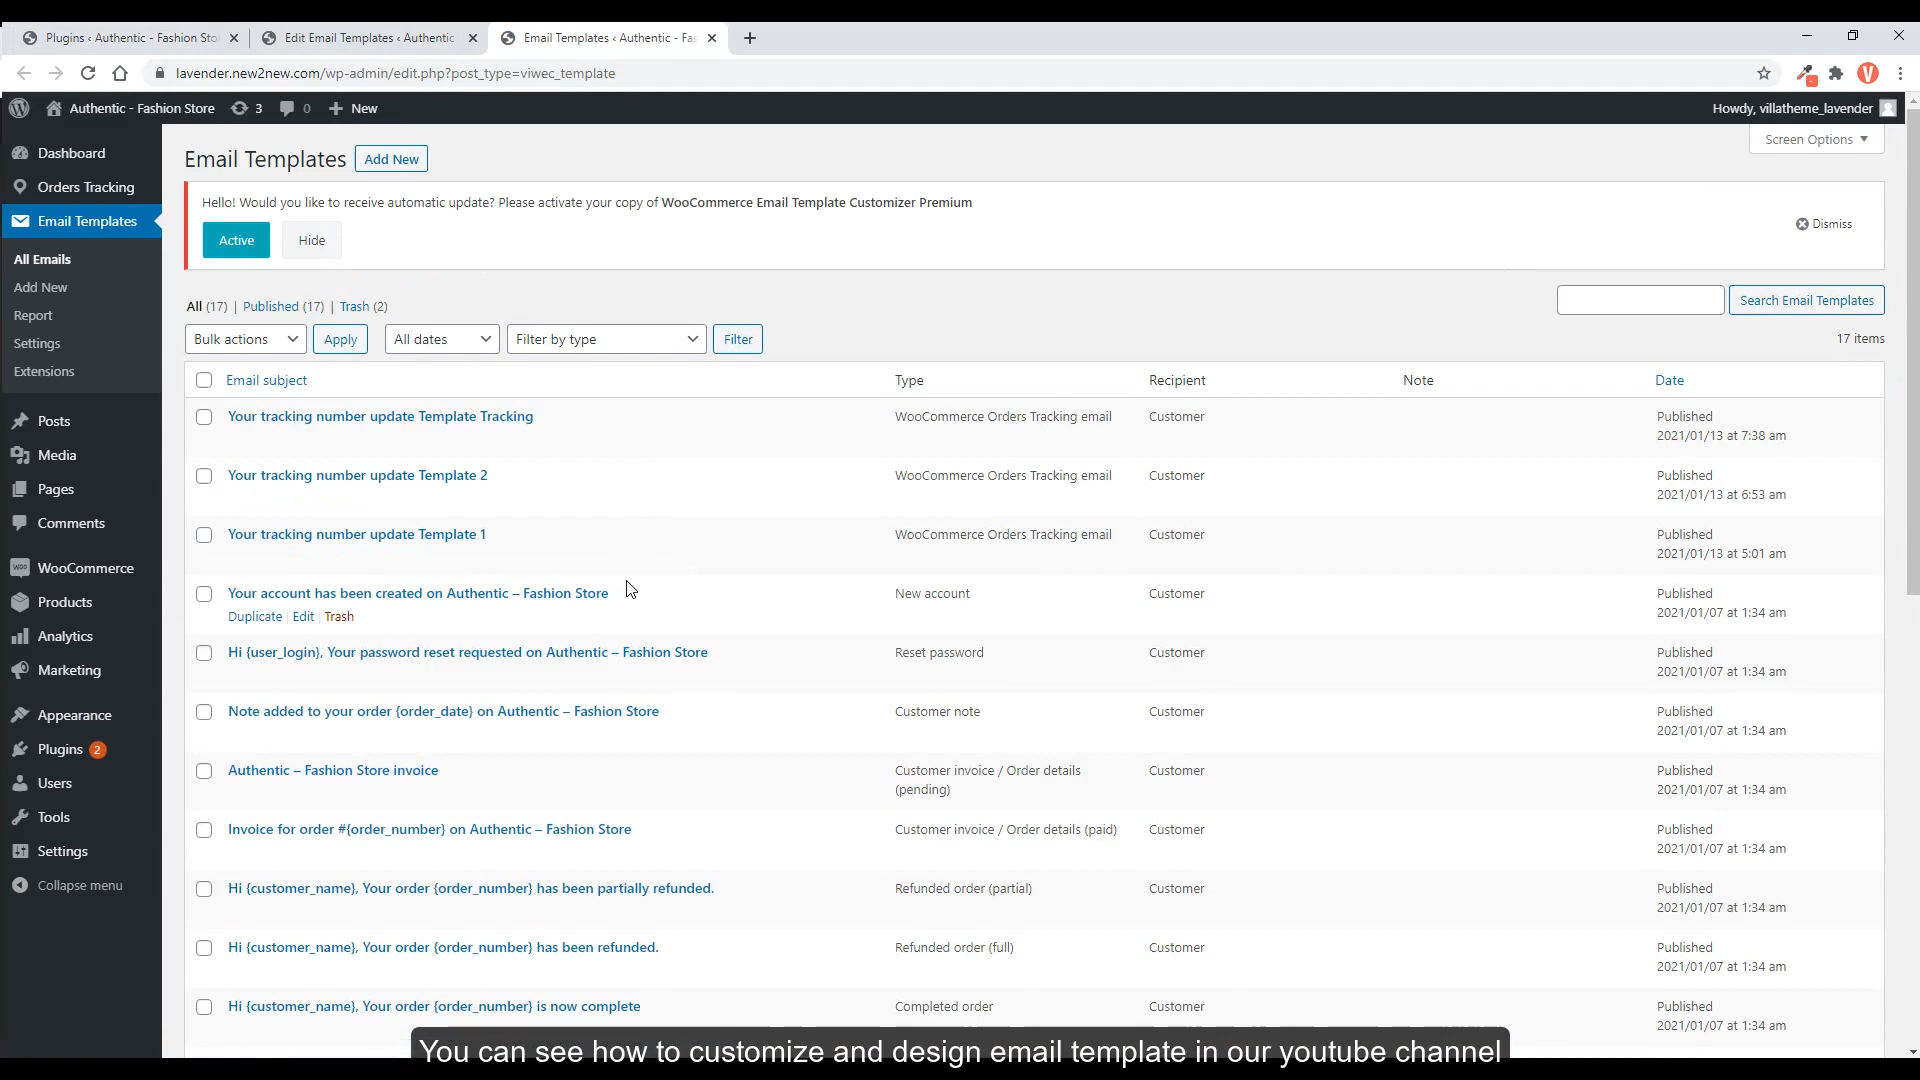 Plugins ‹ Authentic - Fashion Sto
Edit Email Templates ‹ Authentic
Email Templates ‹ Authentic - Fas
lavender.new2new.com/wp-admin/edit.php?post_type=viwec_template
V
Authentic - Fashion Store 3 0 New
Howdy, villatheme_lavender
Screen Options
Dashboard
Orders Tracking
Email Templates
All Emails
Add New
Report
Settings
Extensions
Posts
Media
Pages
Comments
WooCommerce
Products
Analytics
Marketing
Appearance
Plugins 2
Users
Tools
Settings
Collapse menu
Email Templates Add New
Hello! Would you like to receive automatic update? Please activate your copy of WooCommerce Email Template Customizer Premium
Active Hide
Dismiss
All (17) | Published (17) | Trash (2)
Search Email Templates
Bulk actions Apply All dates Filter by type Filter
17 items
Email subject Type Recipient Note Date
Your tracking number update Template Tracking WooCommerce Orders Tracking email Customer Published
2021/01/13 at 7:38 am
Your tracking number update Template 2 WooCommerce Orders Tracking email Customer Published
2021/01/13 at 6:53 am
Your tracking number update Template 1 WooCommerce Orders Tracking email Customer Published
2021/01/13 at 5:01 am
Your account has been created on Authentic – Fashion Store New account Customer Published
Duplicate | Edit | Trash 2021/01/07 at 1:34 am
Hi {user_login}, Your password reset requested on Authentic – Fashion Store Reset password Customer Published
2021/01/07 at 1:34 am
Note added to your order {order_date} on Authentic – Fashion Store Customer note Customer Published
2021/01/07 at 1:34 am
Authentic – Fashion Store invoice Customer invoice / Order details Customer Published
(pending) 2021/01/07 at 1:34 am
Invoice for order #{order_number} on Authentic – Fashion Store Customer invoice / Order details (paid) Customer Published
2021/01/07 at 1:34 am
Hi {customer_name}, Your order {order_number} has been partially refunded. Refunded order (partial) Customer Published
2021/01/07 at 1:34 am
Hi {customer_name}, Your order {order_number} has been refunded. Refunded order (full) Customer Published
2021/01/07 at 1:34 am
Hi {customer_name}, Your order {order_number} is now complete Completed order Customer Published
2021/01/07 at 1:34 am
You can see how to customize and design email template in our youtube channel